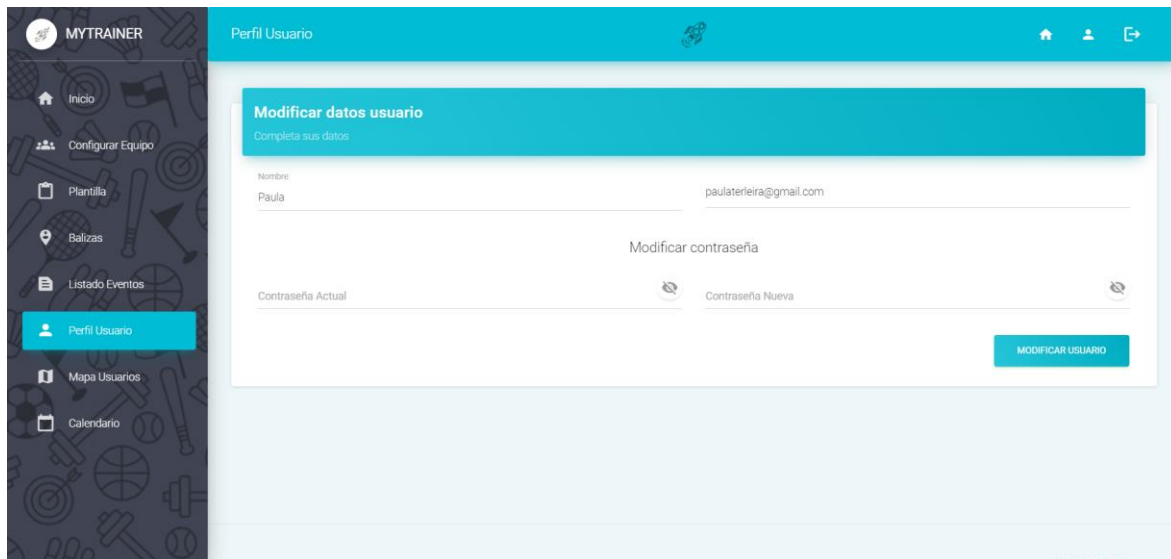 MYTRAINER
Inicio
Configurar Equipo
Plantilla
Balizas
Listado Eventos
Perfil Usuario
Mapa Usuarios
Calendario
Perfil Usuario
Modificar datos usuario
Completa sus datos
Nombre
Paula
paulaterleira@gmail.com
Modificar contraseña
Contraseña Actual
Contraseña Nueva
MODIFICAR USUARIO